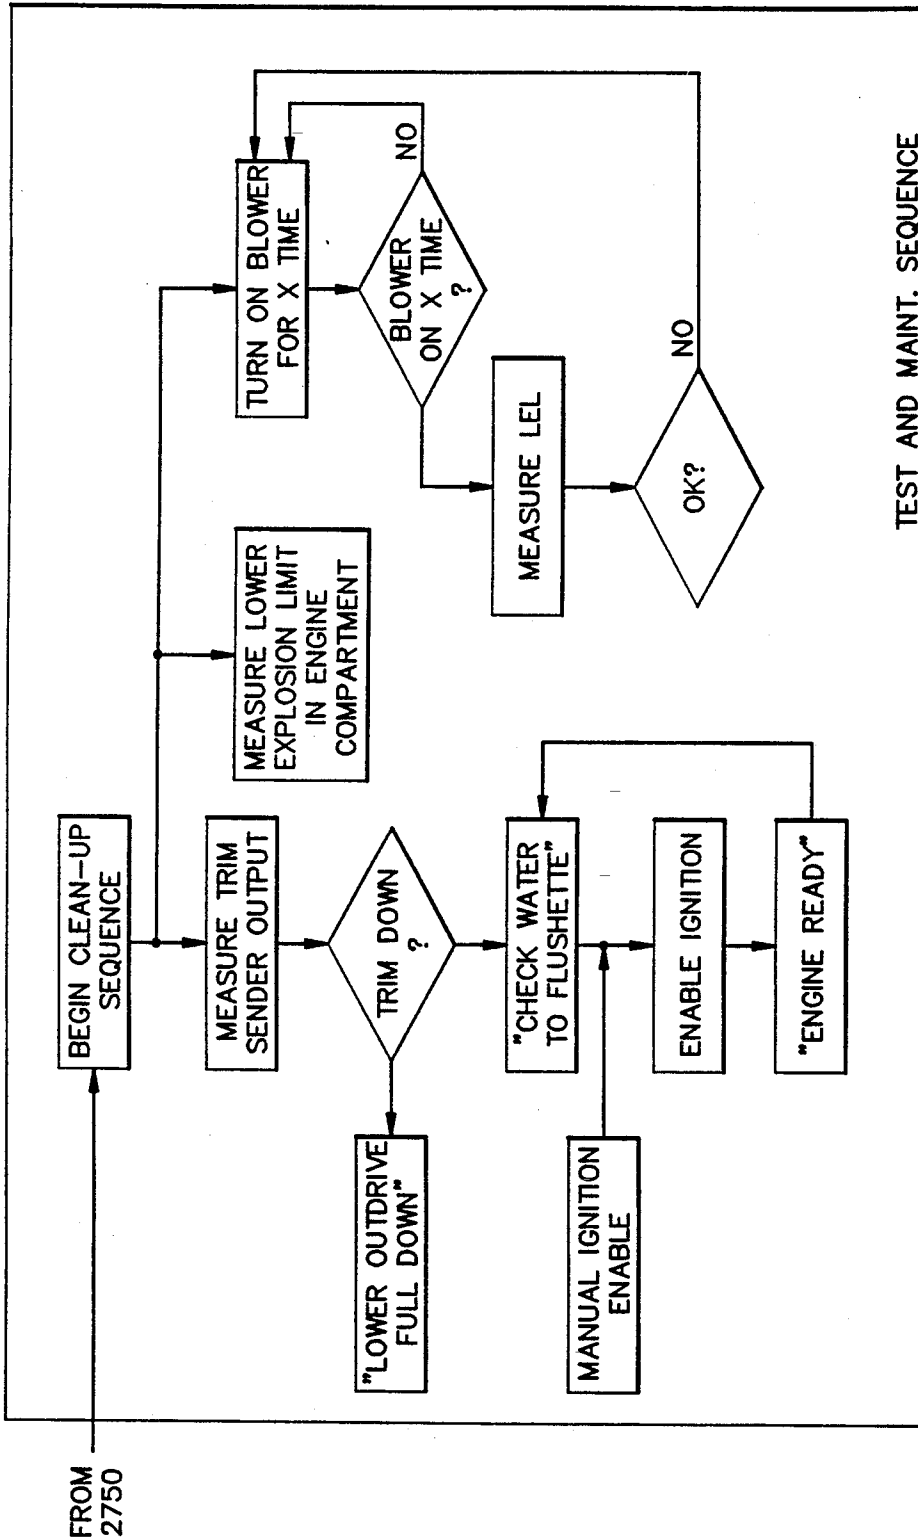 FROM
2750
BEGIN CLEAN-UP
SEQUENCE
MEASURE TRIM
SENDER OUTPUT
TRIM DOWN
?
"LOWER OUTDRIVE
FULL DOWN"
"CHECK WATER
TO FLUSHETTE"
MANUAL IGNITION
ENABLE
ENABLE IGNITION
"ENGINE READY"
MEASURE LOWER
EXPLOSION LIMIT
IN ENGINE
COMPARTMENT
TURN ON BLOWER
FOR X TIME
BLOWER
ON X TIME
?
NO
MEASURE LEL
OK?
NO
TEST AND MAINT. SEQUENCE